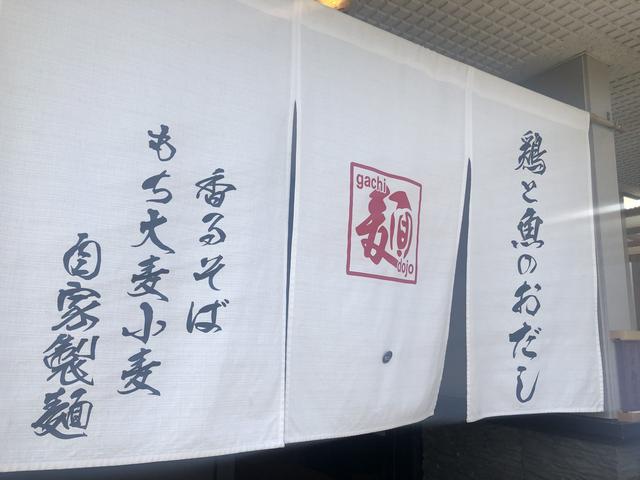 鶏と魚のおだし
gachi
麺
dojo
香るそば
もち大麦小麦
自家製麺